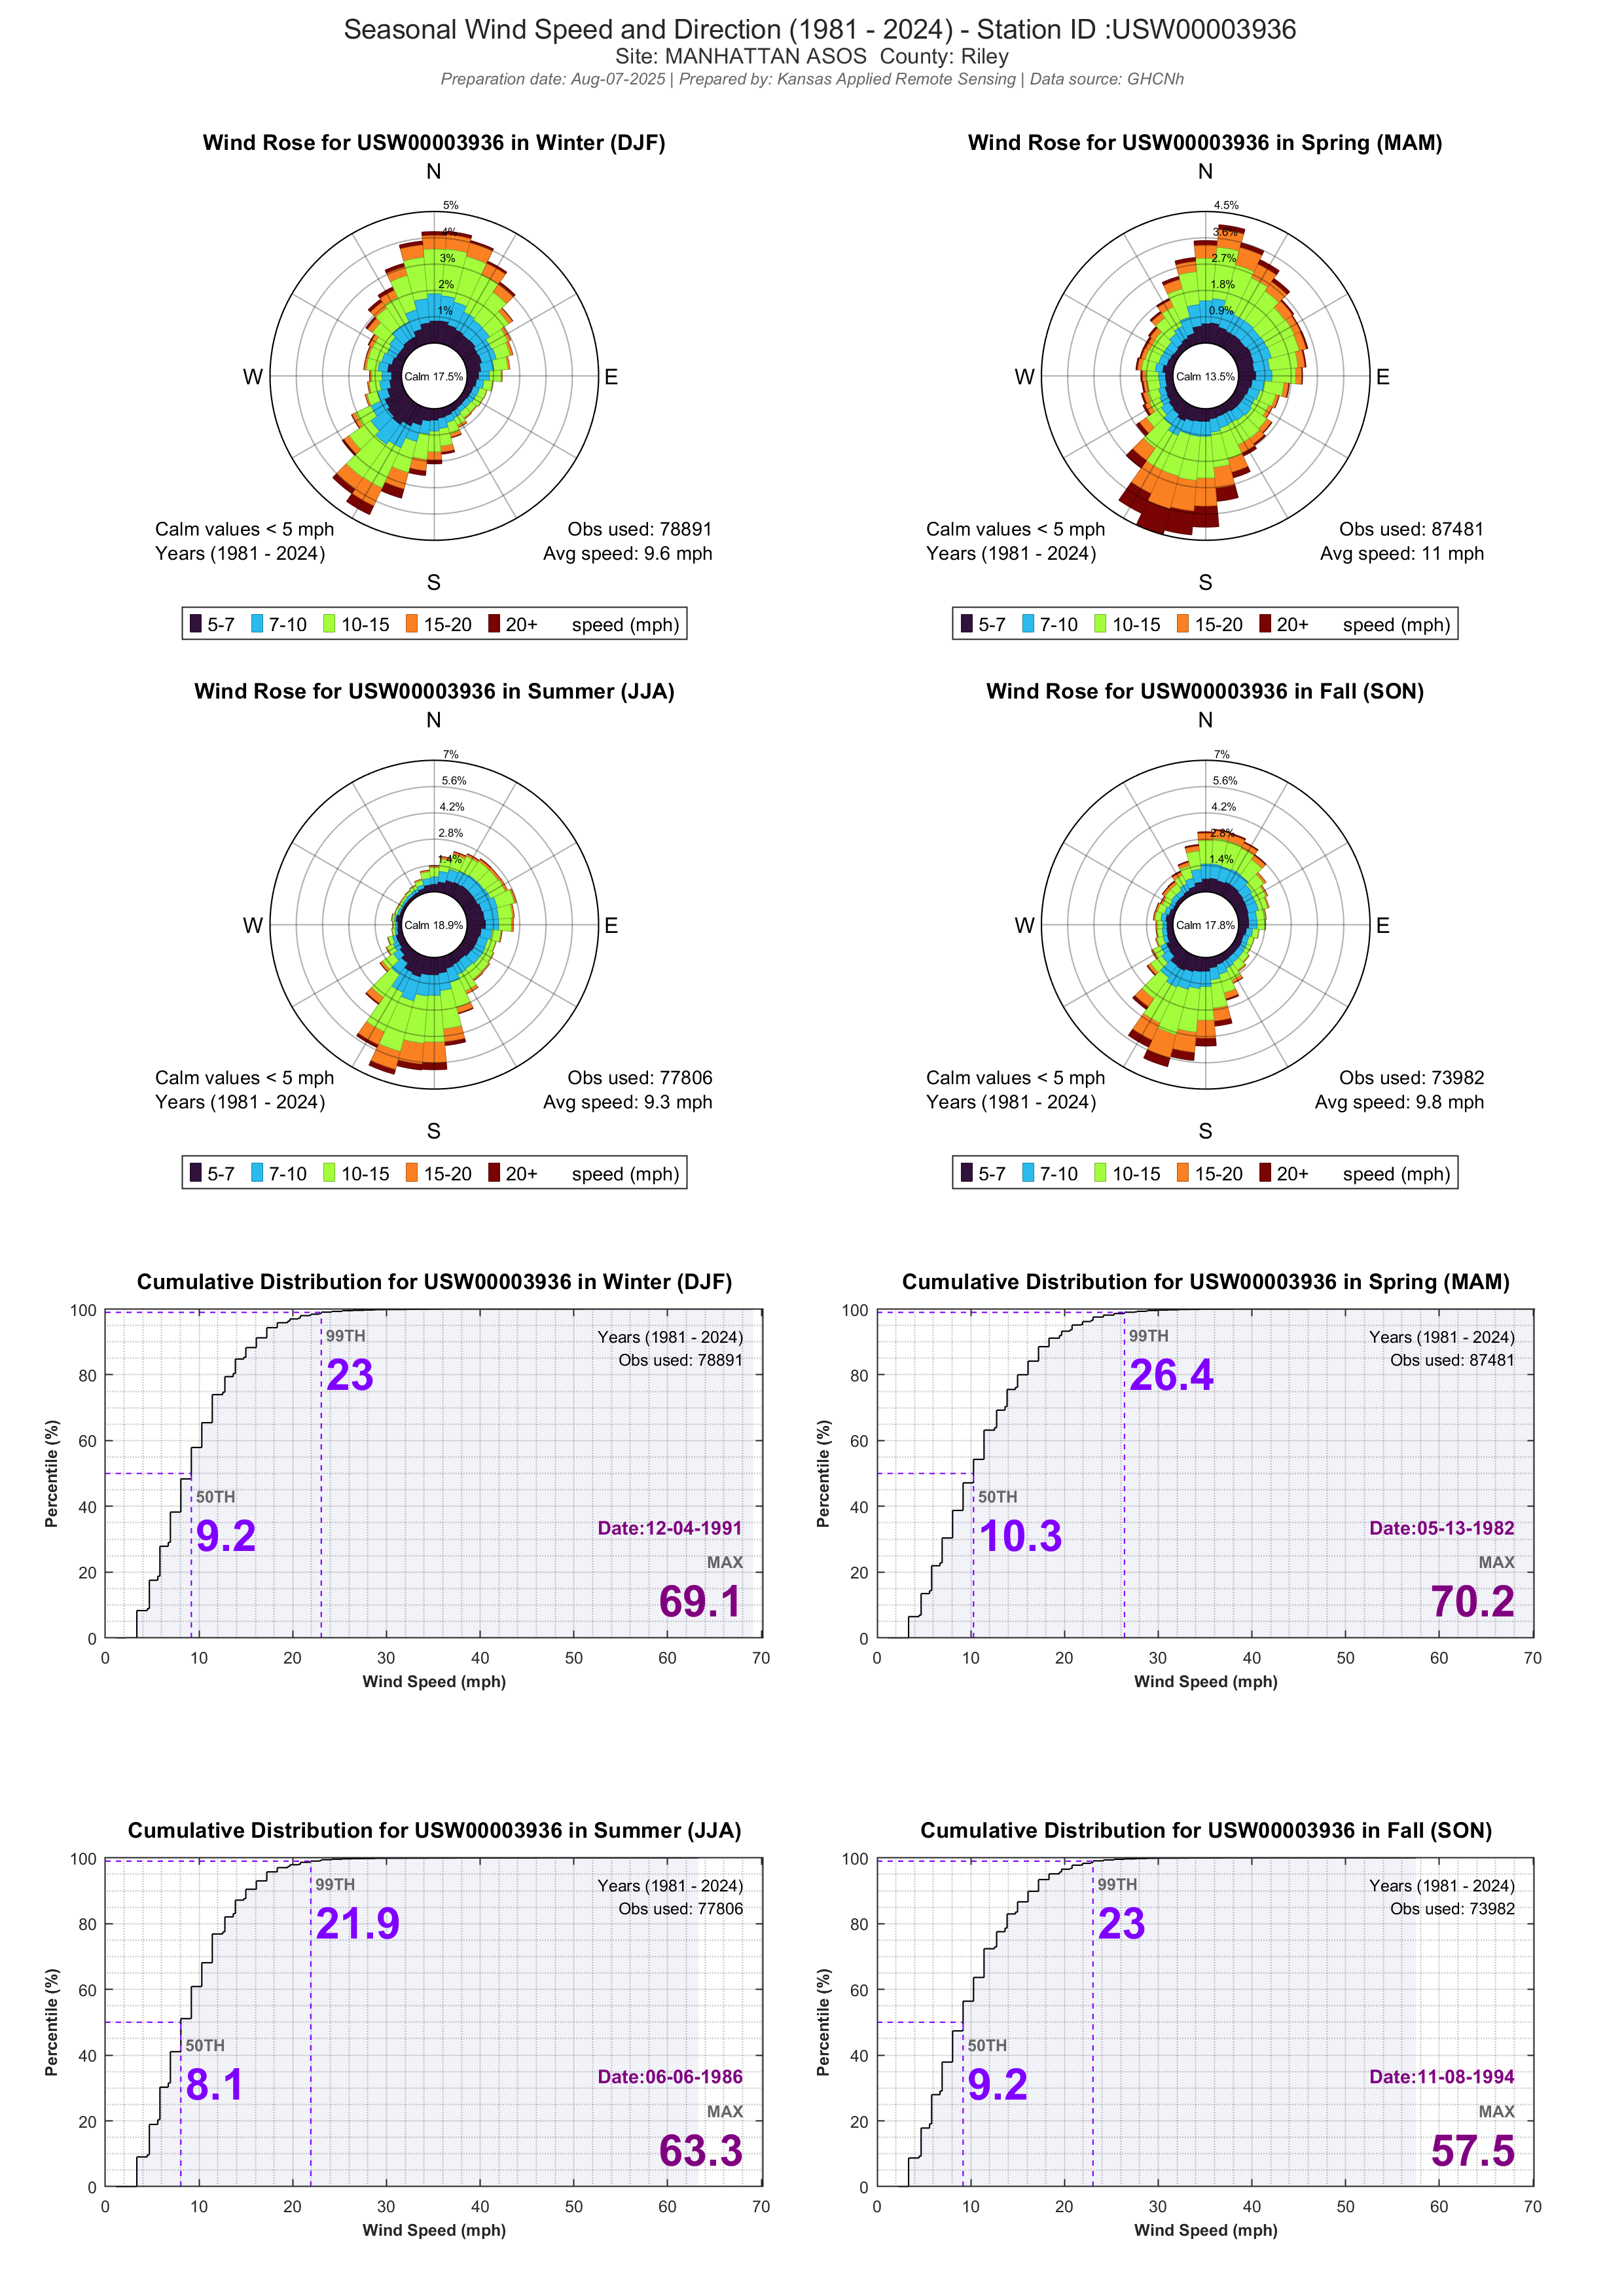 Seasonal Wind Speed and Direction (1981 - 2024) - Station ID :USW00003936
Site: MANHATTAN ASOS  County: Riley
Preparation date: Aug-07-2025 | Prepared by: Kansas Applied Remote Sensing | Data source: GHCNh
Wind Rose for USW00003936 in Winter (DJF)
N
5%
4%
3%
2%
1%
W
Calm 17.5%
E
Calm values < 5 mph
Years (1981 - 2024)
Obs used: 78891
Avg speed: 9.6 mph
S
5-7 7-10 10-15 15-20 20+ speed (mph)
Wind Rose for USW00003936 in Spring (MAM)
N
4.5%
3.6%
2.7%
1.8%
0.9%
W
Calm 13.5%
E
Calm values < 5 mph
Years (1981 - 2024)
Obs used: 87481
Avg speed: 11 mph
S
5-7 7-10 10-15 15-20 20+ speed (mph)
Wind Rose for USW00003936 in Summer (JJA)
N
7%
5.6%
4.2%
2.8%
1.4%
W
Calm 18.9%
E
Calm values < 5 mph
Years (1981 - 2024)
Obs used: 77806
Avg speed: 9.3 mph
S
5-7 7-10 10-15 15-20 20+ speed (mph)
Wind Rose for USW00003936 in Fall (SON)
N
7%
5.6%
4.2%
2.8%
1.4%
W
Calm 17.8%
E
Calm values < 5 mph
Years (1981 - 2024)
Obs used: 73982
Avg speed: 9.8 mph
S
5-7 7-10 10-15 15-20 20+ speed (mph)
Cumulative Distribution for USW00003936 in Winter (DJF)
100
80
60
40
20
0
Percentile (%)
99TH
23
Years (1981 - 2024)
Obs used: 78891
50TH
9.2
Date:12-04-1991
MAX
69.1
0 10 20 30 40 50 60 70
Wind Speed (mph)
Cumulative Distribution for USW00003936 in Spring (MAM)
100
80
60
40
20
0
Percentile (%)
99TH
26.4
Years (1981 - 2024)
Obs used: 87481
50TH
10.3
Date:05-13-1982
MAX
70.2
0 10 20 30 40 50 60 70
Wind Speed (mph)
Cumulative Distribution for USW00003936 in Summer (JJA)
100
80
60
40
20
0
Percentile (%)
99TH
21.9
Years (1981 - 2024)
Obs used: 77806
50TH
8.1
Date:06-06-1986
MAX
63.3
0 10 20 30 40 50 60 70
Wind Speed (mph)
Cumulative Distribution for USW00003936 in Fall (SON)
100
80
60
40
20
0
Percentile (%)
99TH
23
Years (1981 - 2024)
Obs used: 73982
50TH
9.2
Date:11-08-1994
MAX
57.5
0 10 20 30 40 50 60 70
Wind Speed (mph)